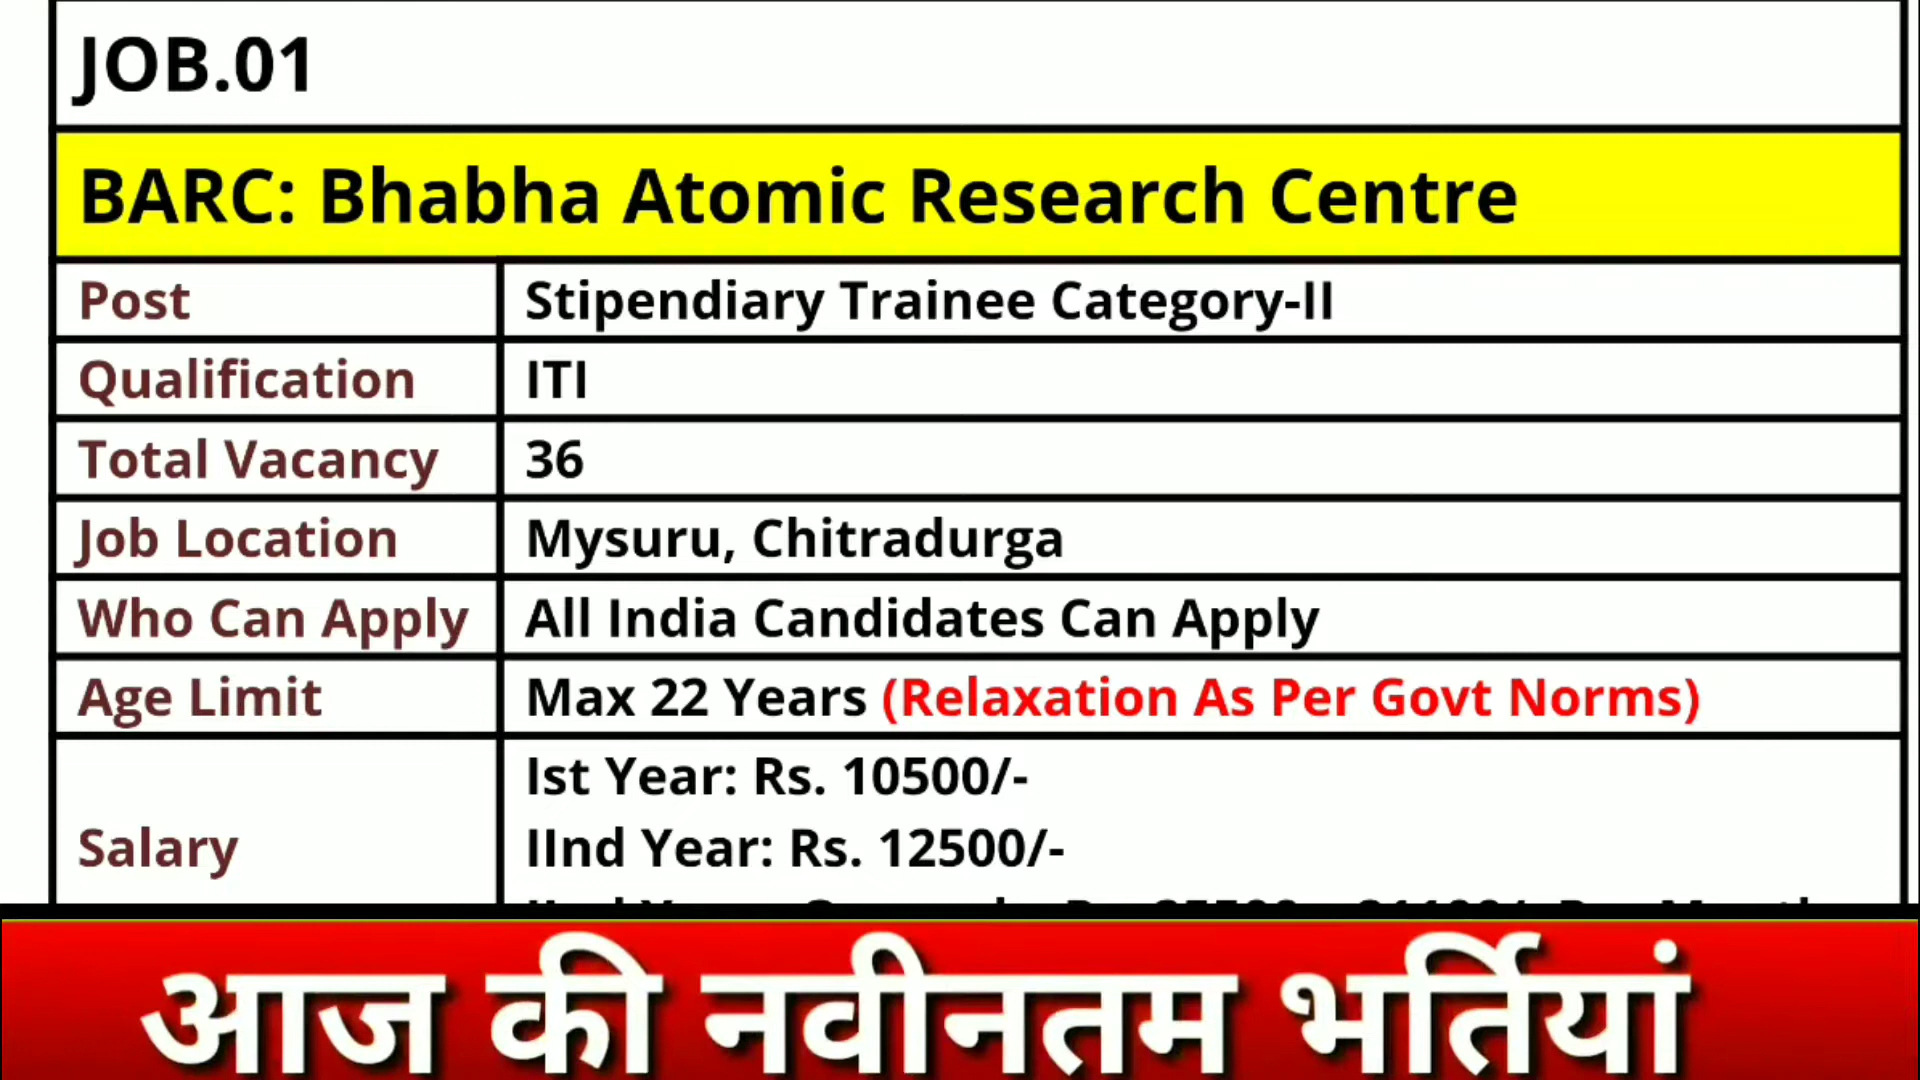 JOB.01
BARC: Bhabha Atomic Research Centre
Post Stipendiary Trainee Category-II
Qualification ITI
Total Vacancy 36
Job Location Mysuru, Chitradurga
Who Can Apply All India Candidates Can Apply
Age Limit Max 22 Years (Relaxation As Per Govt Norms)
Ist Year: Rs. 10500/-
Salary IInd Year: Rs. 12500/-
आज की नवीनतम भर्तियां